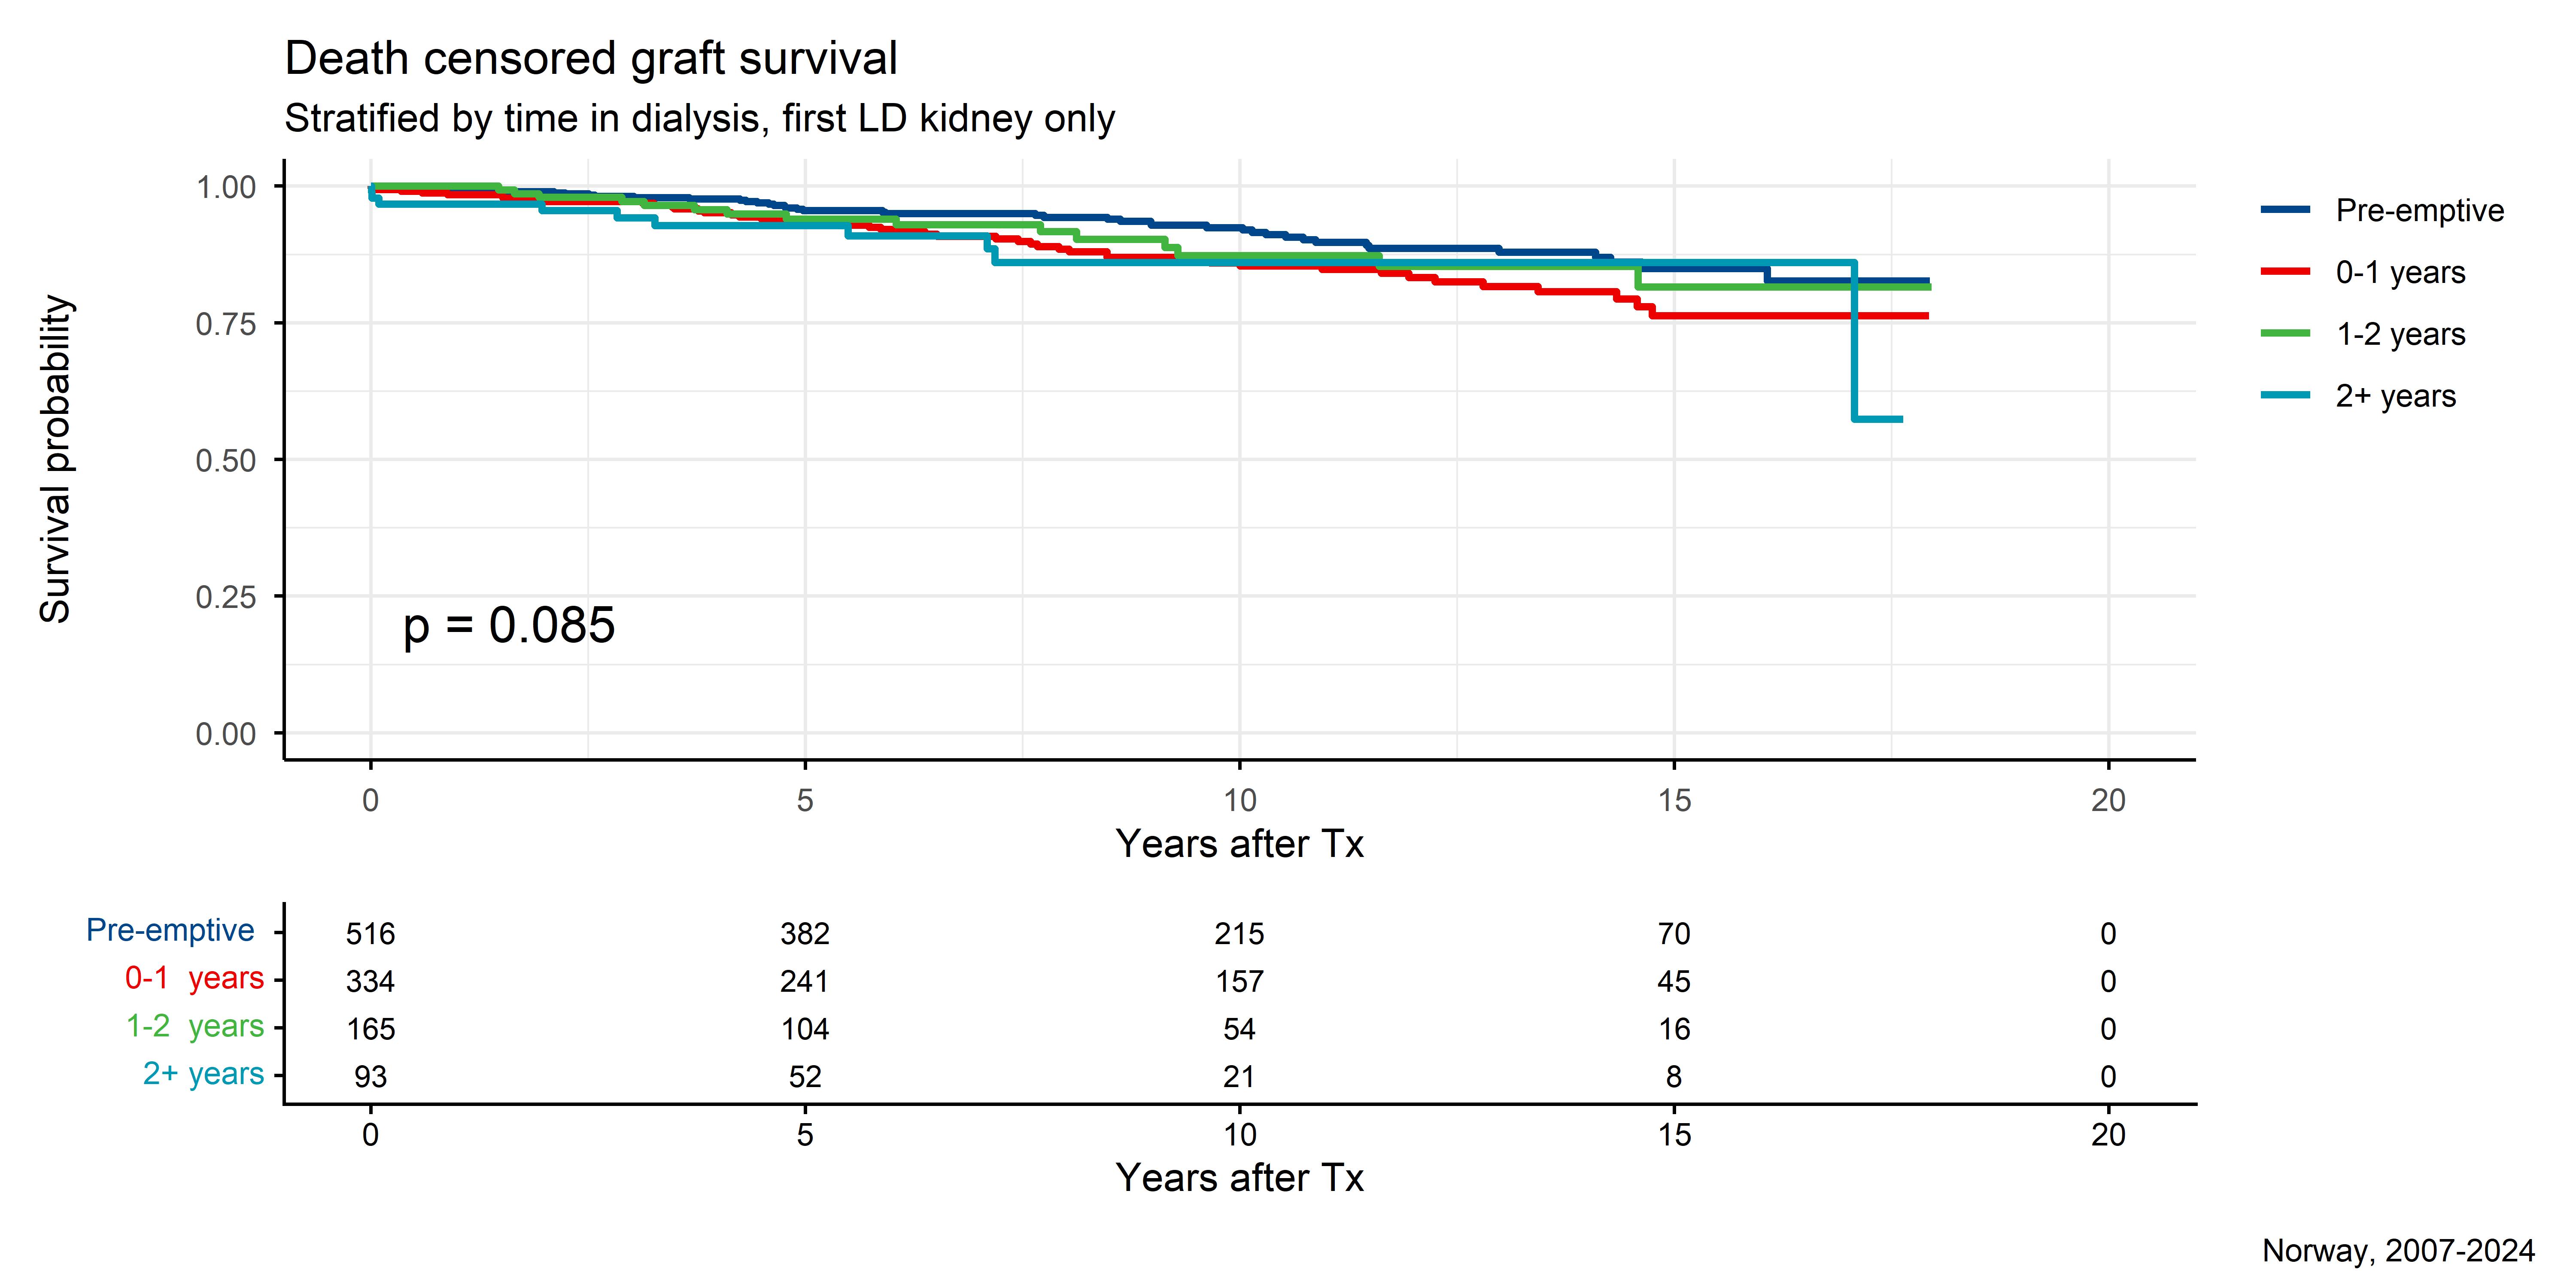 Death censored graft survival
Stratified by time in dialysis, first LD kidney only
Survival probability
1.00
0.75
0.50
0.25
0.00
p = 0.085
0 5 10 15 20
Years after Tx
Pre-emptive
0-1 years
1-2 years
2+ years
Pre-emptive 516 382 215 70 0
0-1 years 334 241 157 45 0
1-2 years 165 104 54 16 0
2+ years 93 52 21 8 0
0 5 10 15 20
Years after Tx
Norway, 2007-2024